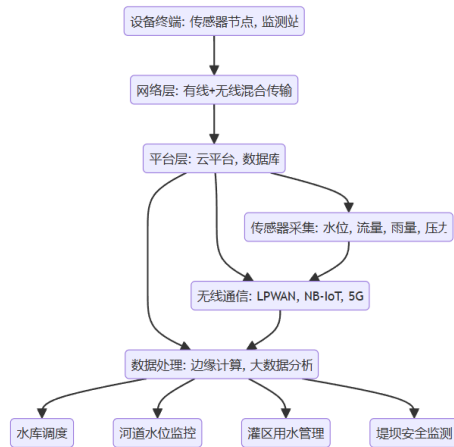 设备终端: 传感器节点, 监测站
网络层: 有线+无线混合传输
平台层: 云平台, 数据库
传感器采集: 水位, 流量, 雨量, 压力
无线通信: LPWAN, NB-IoT, 5G
数据处理: 边缘计算, 大数据分析
水库调度
河道水位监控
灌区用水管理
堤坝安全监测